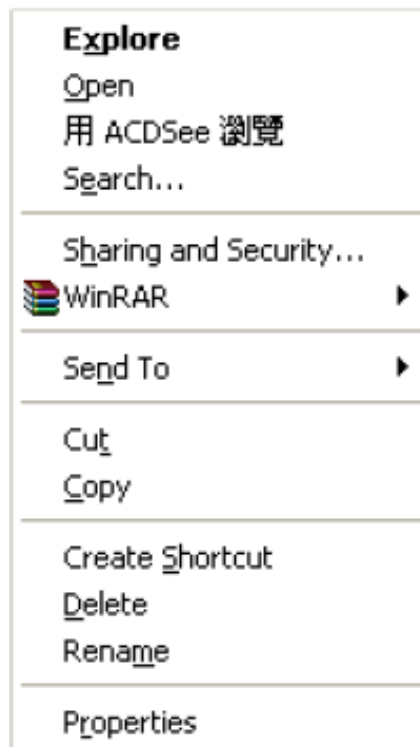 Explore
Open
用 ACDSee 瀏覽
Search...
Sharing and Security...
WinRAR
Send To
Cut
Copy
Create Shortcut
Delete
Rename
Properties